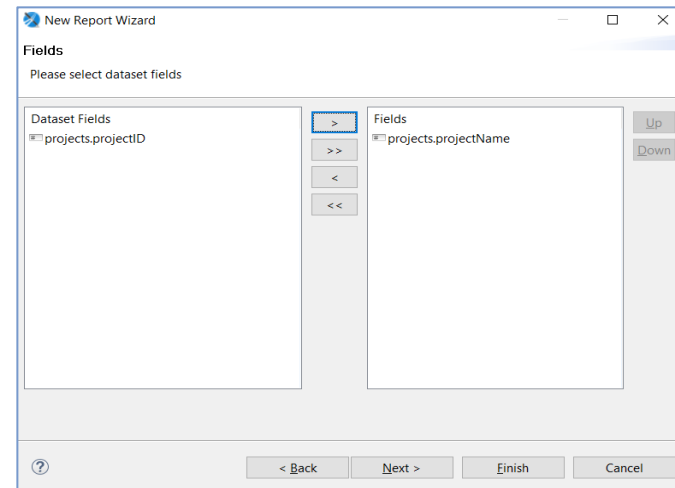 New Report Wizard
Fields
Please select dataset fields
Dataset Fields
projects.projectID
>
>>
<
<<
Fields
projects.projectName
Up
Down
?
< Back
Next >
Finish
Cancel